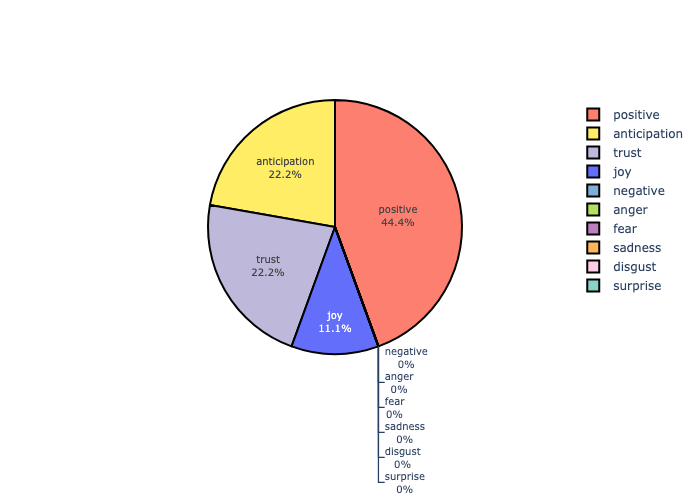 anticipation
22.2%
positive
44.4%
trust
22.2%
joy
11.1%
negative
0%
anger
0%
fear
0%
sadness
0%
disgust
0%
surprise
0%
positive
anticipation
trust
joy
negative
anger
fear
sadness
disgust
surprise